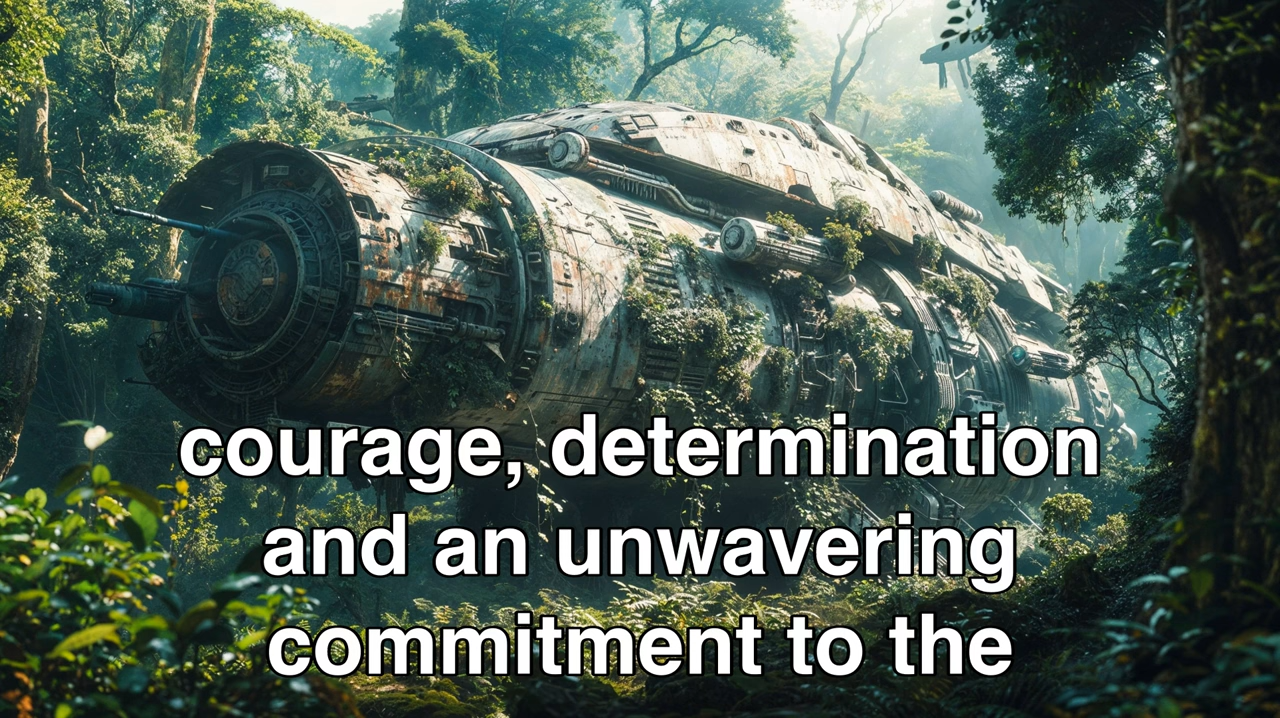 courage, determination
and an unwavering
commitment to the